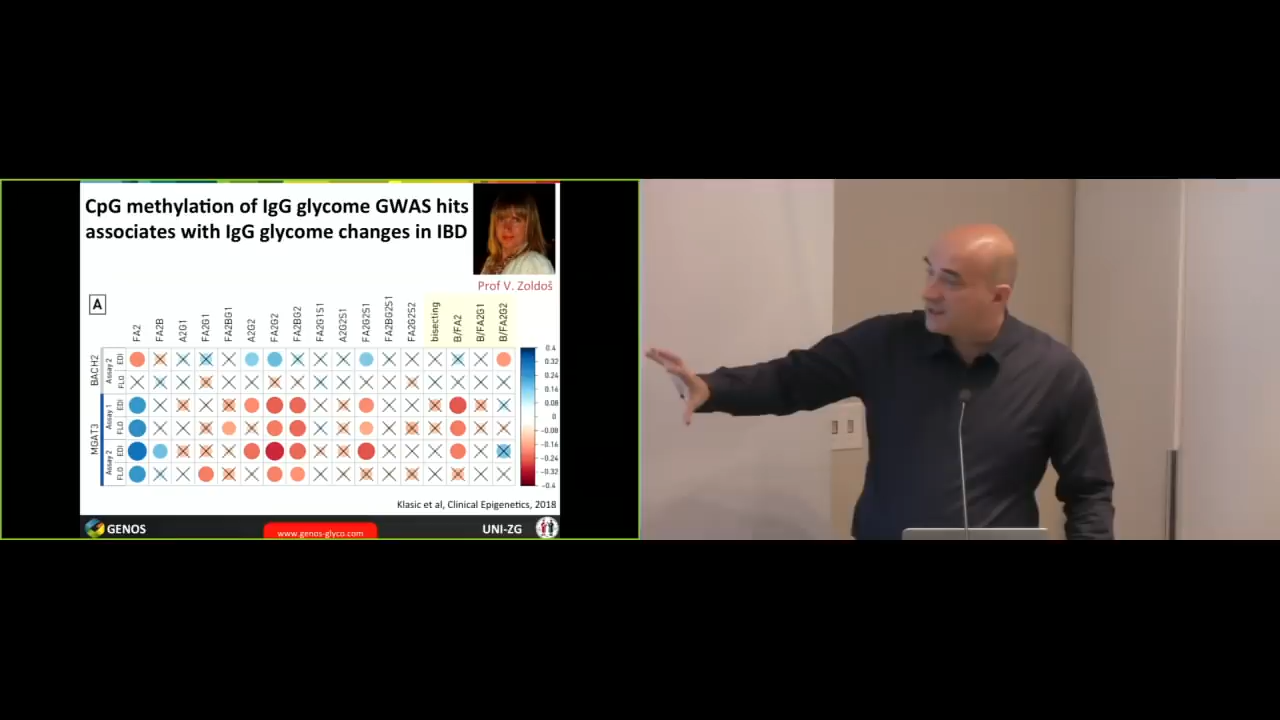 CpG methylation of IgG glycome GWAS hits
associates with IgG glycome changes in IBD
Prof V. Zoldoš
A
FA2
FA2B
A2G1
FA2G1
FA2BG1
A2G2
FA2G2
FA2BG2
FA2G1S1
A2G2S1
FA2G2S1
FA2BG2S1
FA2G2S2
bisecting
B/FA2
B/FA2G1
B/FA2G2
BACH2
Assay 2
EDI
FLO
MGAT3
Assay 1
EDI
FLO
Assay 2
EDI
FLO
0.4
0.32
0.24
0.16
0.08
0
-0.08
-0.16
-0.24
-0.32
-0.4
Klasic et al, Clinical Epigenetics, 2018
GENOS
www.genos-glyco.com
UNI-ZG